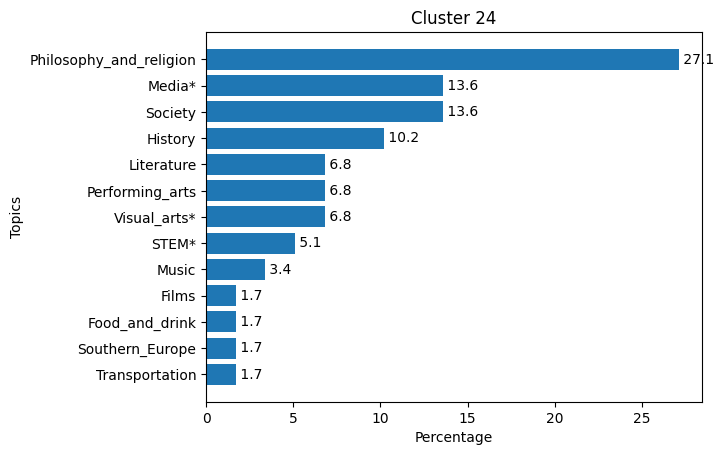 Cluster 24
Philosophy_and_religion 27.1
Media* 13.6
Society 13.6
History 10.2
Literature 6.8
Performing_arts 6.8
Visual_arts* 6.8
STEM* 5.1
Music 3.4
Films 1.7
Food_and_drink 1.7
Southern_Europe 1.7
Transportation 1.7
Topics
0 5 10 15 20 25
Percentage